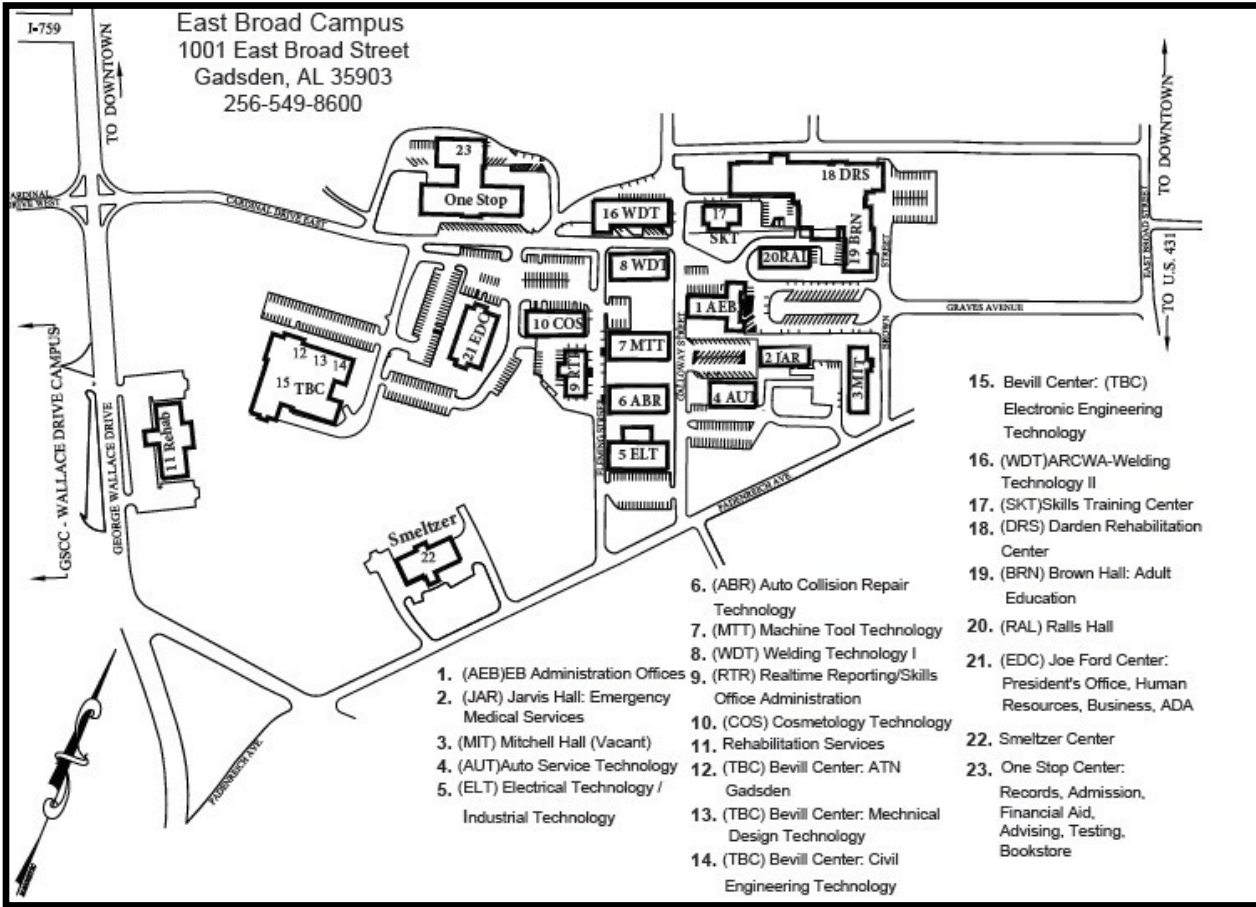 East Broad Campus
1001 East Broad Street
Gadsden, AL 35903
256-549-8600
I-759
TO DOWNTOWN
TO DOWNTOWN
TO U.S. 431
EAST BROAD STREET
CARDINAL DRIVE WEST
CARDINAL DRIVE EAST
23
One Stop
16 WDT
17
SKT
18 DRS
19 BRN
20RAL
8 WDT
1 AEB
GRAVES AVENUE
BROWN
STREET
21 EDC
10 COS
7 MTT
2 JAR
3 MIT
9 RTR
12
13
14
15
TBC
6 ABR
4 AUT
5 ELT
FLEMING STREET
CALLOWAY STREET
11 Rehab
GSCC - WALLACE DRIVE CAMPUS
GEORGE WALLACE DRIVE
PADENREICH AVE.
Smeltzer
22
PADENREICH AVE.
1. (AEB)EB Administration Offices
2. (JAR) Jarvis Hall: Emergency
Medical Services
3. (MIT) Mitchell Hall (Vacant)
4. (AUT)Auto Service Technology
5. (ELT) Electrical Technology /
Industrial Technology
6. (ABR) Auto Collision Repair
Technology
7. (MTT) Machine Tool Technology
8. (WDT) Welding Technology I
9. (RTR) Realtime Reporting/Skills
Office Administration
10. (COS) Cosmetology Technology
11. Rehabilitation Services
12. (TBC) Bevill Center: ATN
Gadsden
13. (TBC) Bevill Center: Mechnical
Design Technology
14. (TBC) Bevill Center: Civil
Engineering Technology
15. Bevill Center: (TBC)
Electronic Engineering
Technology
16. (WDT)ARCWA-Welding
Technology II
17. (SKT)Skills Training Center
18. (DRS) Darden Rehabilitation
Center
19. (BRN) Brown Hall: Adult
Education
20. (RAL) Ralls Hall
21. (EDC) Joe Ford Center:
President's Office, Human
Resources, Business, ADA
22. Smeltzer Center
23. One Stop Center:
Records, Admission,
Financial Aid,
Advising, Testing,
Bookstore